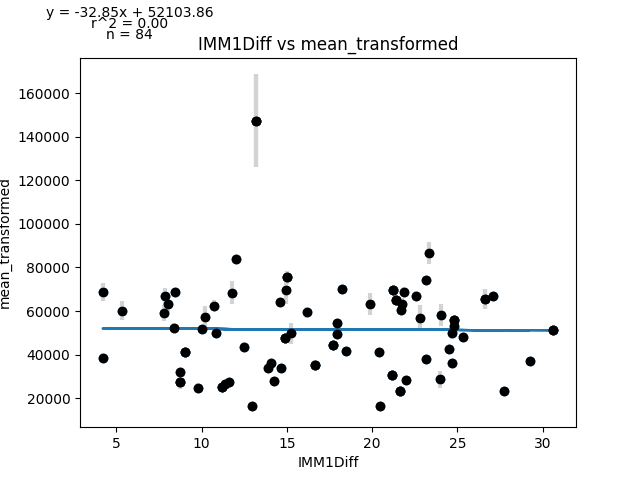 y = -32.85x + 52103.86
r^2 = 0.00
n = 84
IMM1Diff vs mean_transformed
160000
140000
120000
100000
80000
60000
40000
20000
mean_transformed
5 10 15 20 25 30
IMM1Diff